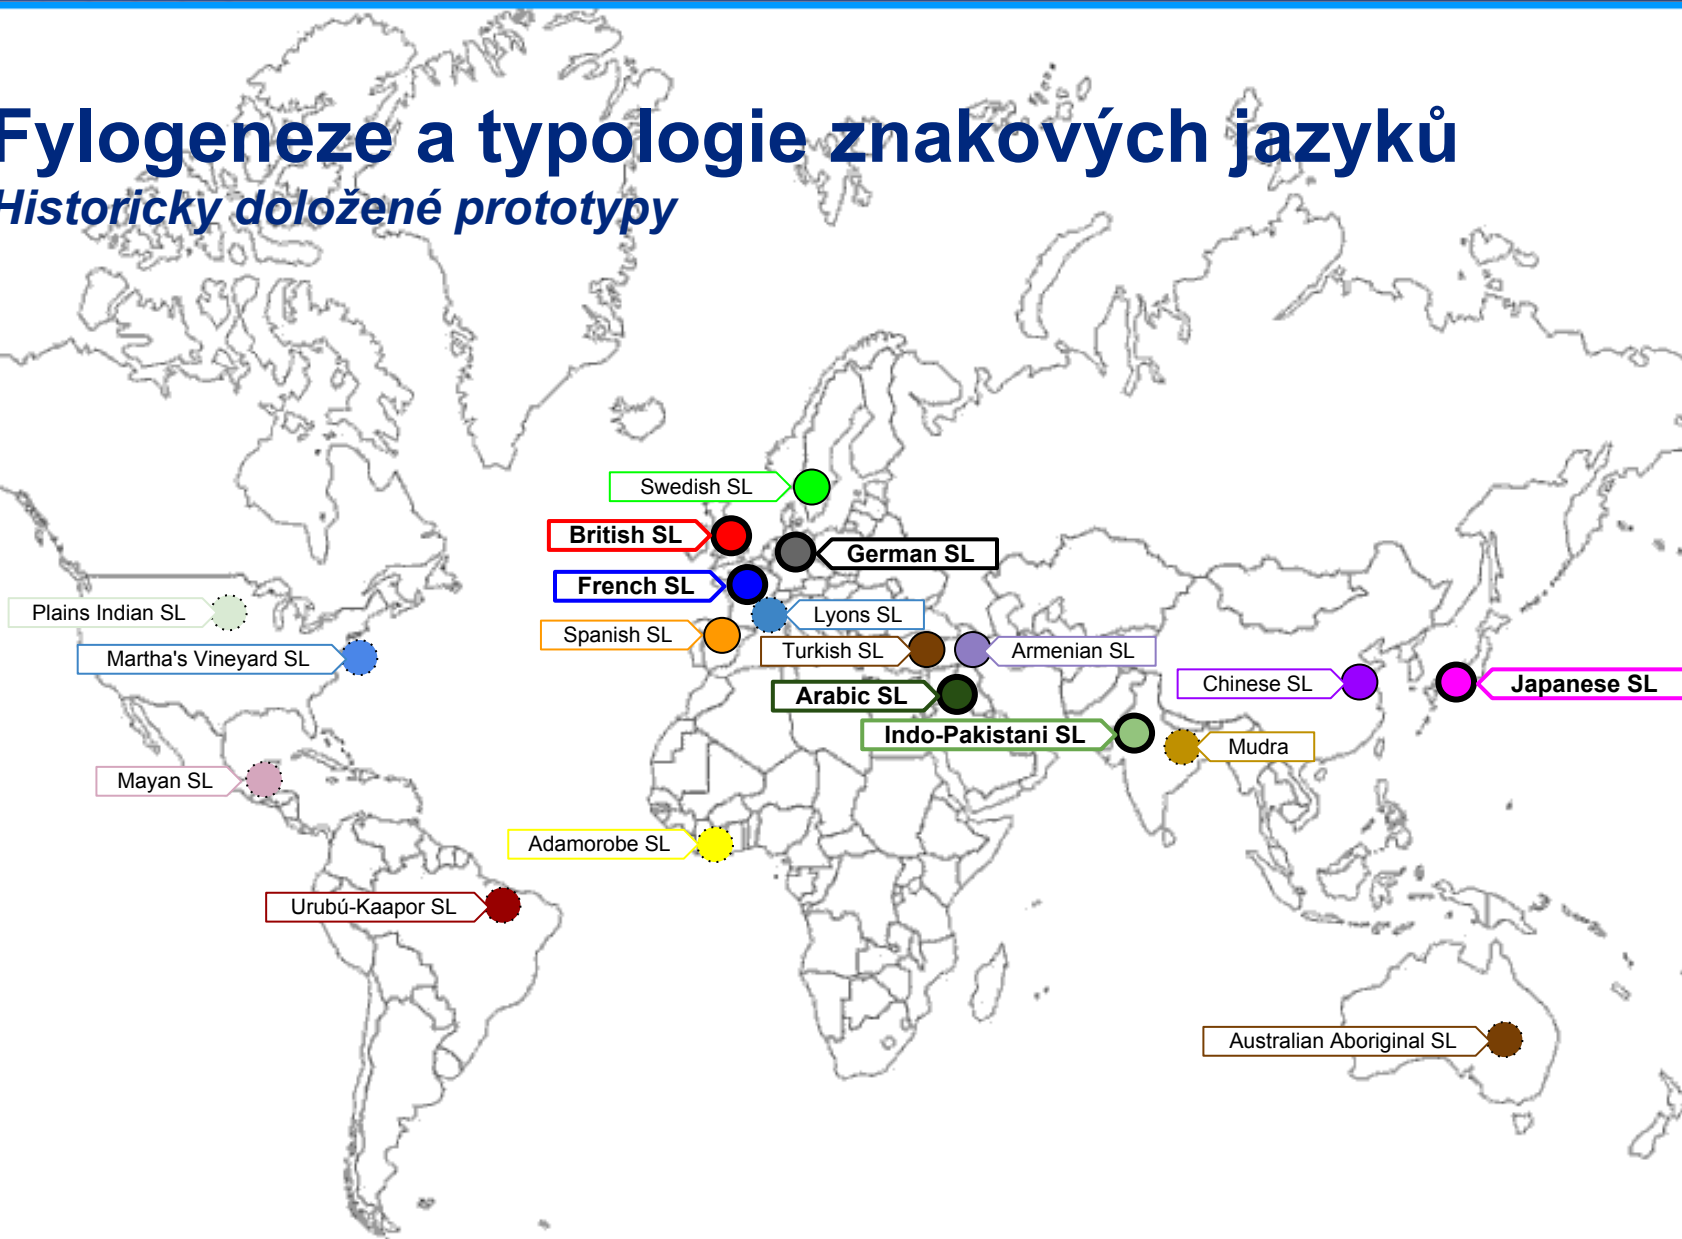 Fylogeneze a typologie znakových jazyků
Historicky doložené prototypy
Swedish SL
British SL
German SL
French SL
Plains Indian SL
Lyons SL
Spanish SL
Turkish SL
Armenian SL
Martha's Vineyard SL
Chinese SL
Japanese SL
Arabic SL
Indo-Pakistani SL
Mudra
Mayan SL
Adamorobe SL
Urubú-Kaapor SL
Australian Aboriginal SL